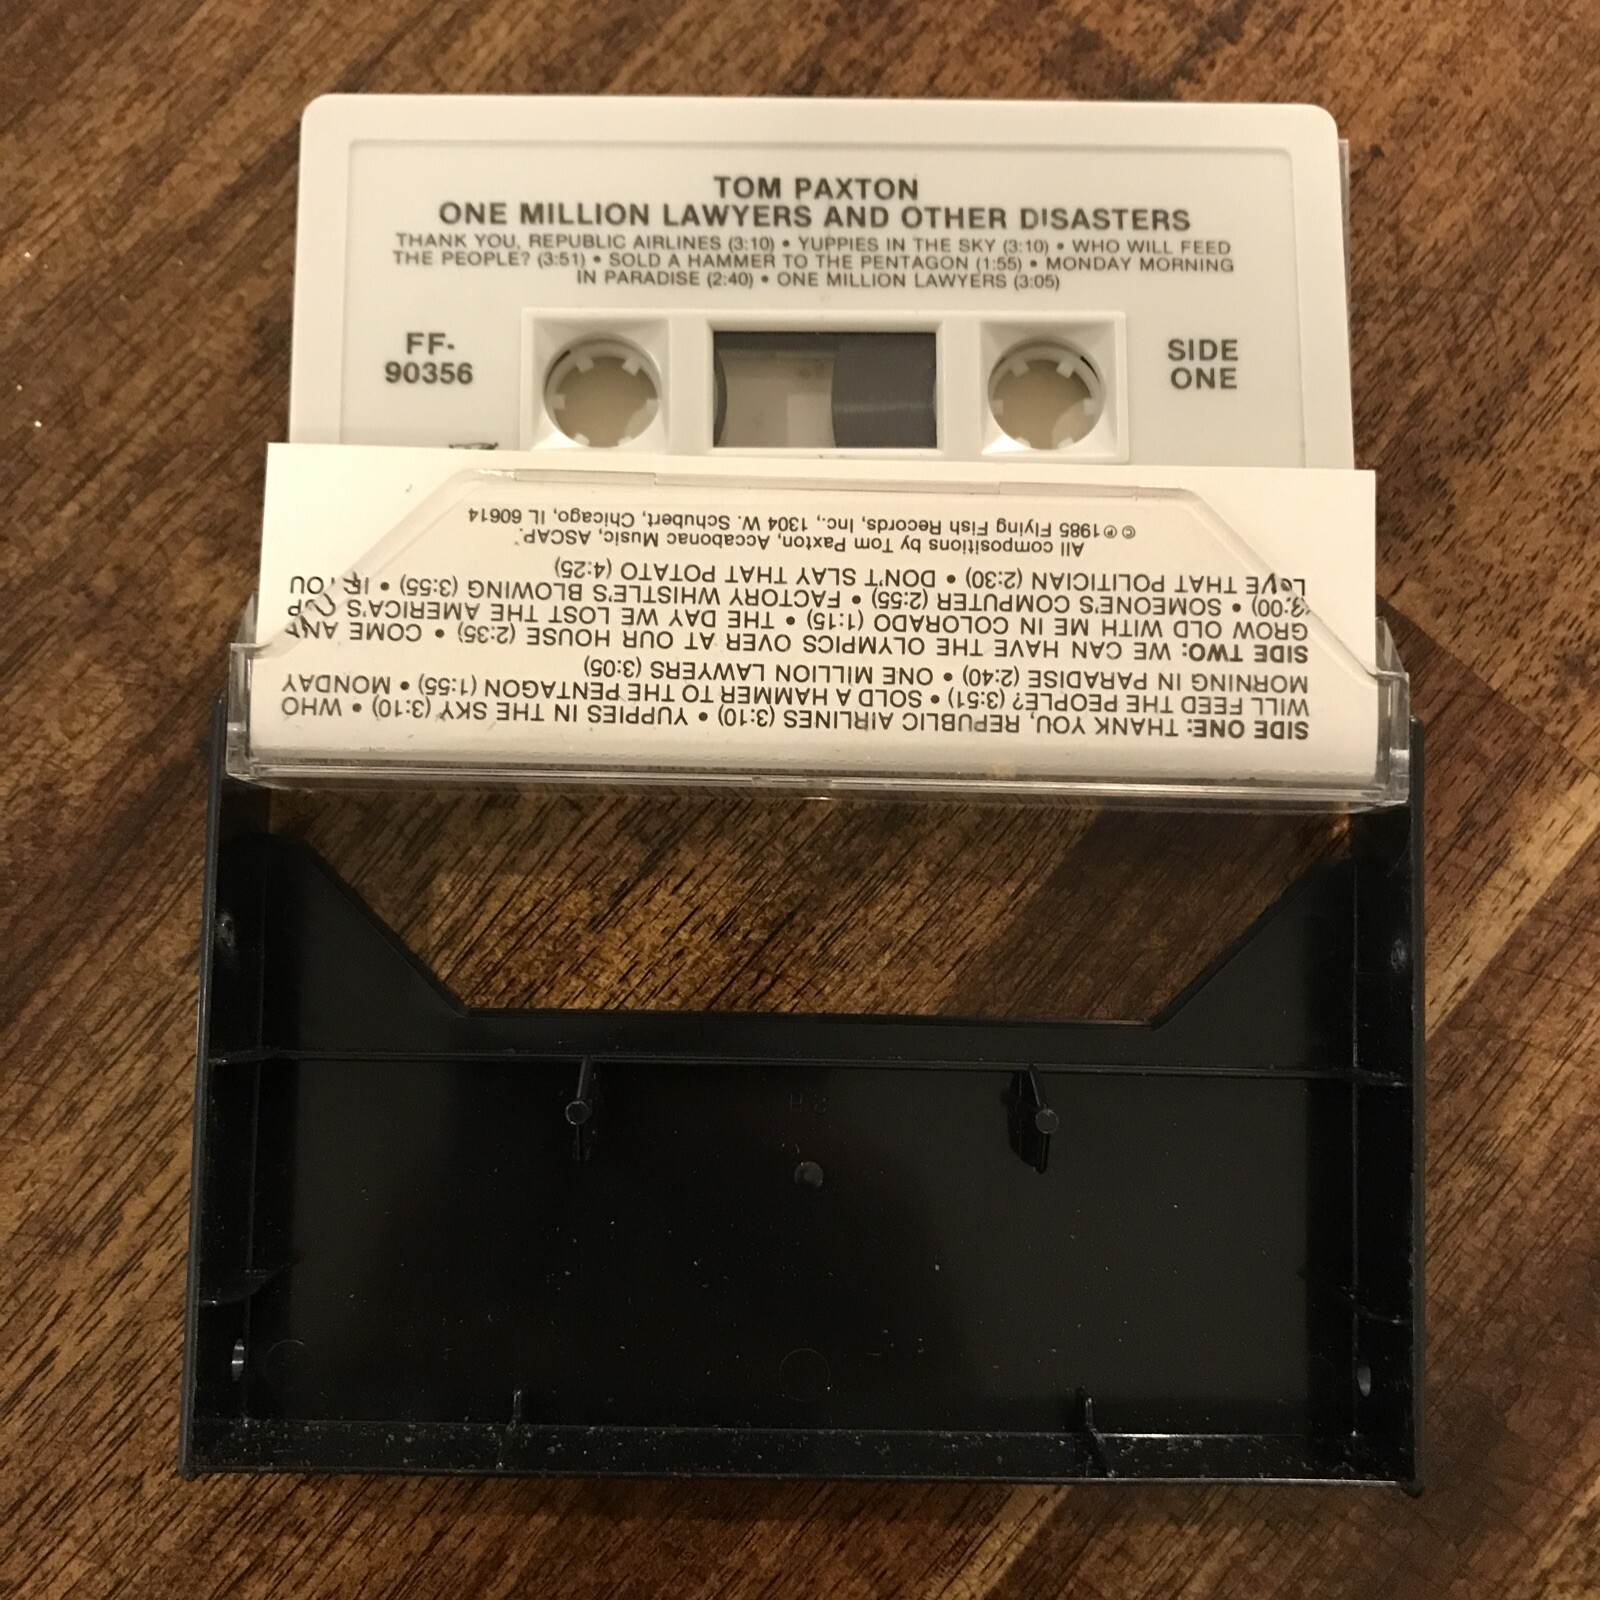 TOM PAXTON
ONE MILLION LAWYERS AND OTHER DISASTERS
THANK YOU, REPUBLIC AIRLINES (3:10) • YUPPIES IN THE SKY (3:10) • WHO WILL FEED
THE PEOPLE? (3:51) • SOLD A HAMMER TO THE PENTAGON (1:55) • MONDAY MORNING
IN PARADISE (2:40) • ONE MILLION LAWYERS (3:05)
FF-
90356
SIDE
ONE
SIDE ONE: THANK YOU, REPUBLIC AIRLINES (3:10) • YUPPIES IN THE SKY (3:10) • WHO
WILL FEED THE PEOPLE? (3:51) • SOLD A HAMMER TO THE PENTAGON (1:55) • MONDAY
MORNING IN PARADISE (2:40) • ONE MILLION LAWYERS (3:05)
SIDE TWO: WE CAN HAVE THE OLYMPICS OVER AT OUR HOUSE (2:35) • COME AND
GROW OLD WITH ME IN COLORADO (1:15) • THE DAY WE LOST THE AMERICA'S CUP
(3:00) • SOMEONE'S COMPUTER (2:55) • FACTORY WHISTLE'S BLOWING (3:55) • IF YOU
LOVE THAT POLITICIAN (2:30) • DON'T SLAY THAT POTATO (4:25)
All compositions by Tom Paxton, Accabonac Music, ASCAP.
©℗1985 Flying Fish Records, Inc., 1304 W. Schubert, Chicago, IL 60614